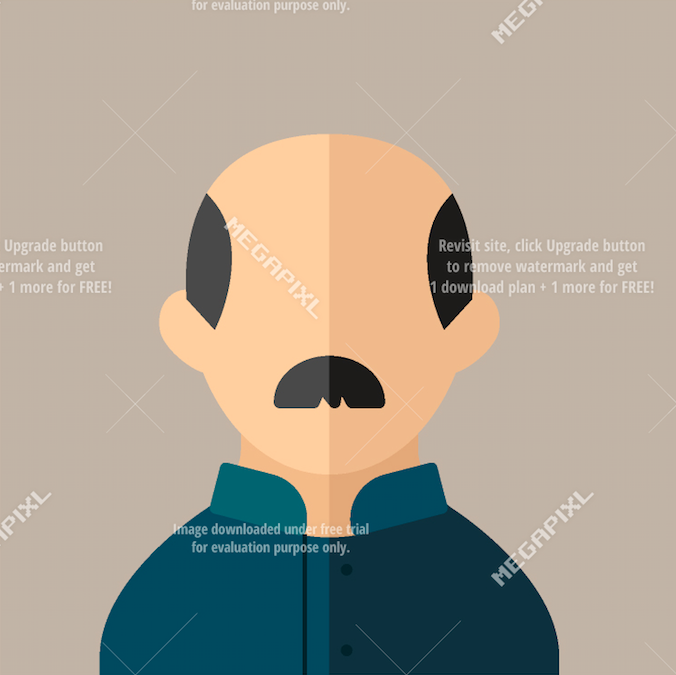 for evaluation purpose only.
MEGAPIXL
Upgrade button
and get
+ 1 more for FREE!
Revisit site, click Upgrade button
to remove watermark and get
1 download plan + 1 more for FREE!
MEGAPIXL
Image downloaded under free trial
for evaluation purpose only.
MEGAPIXL